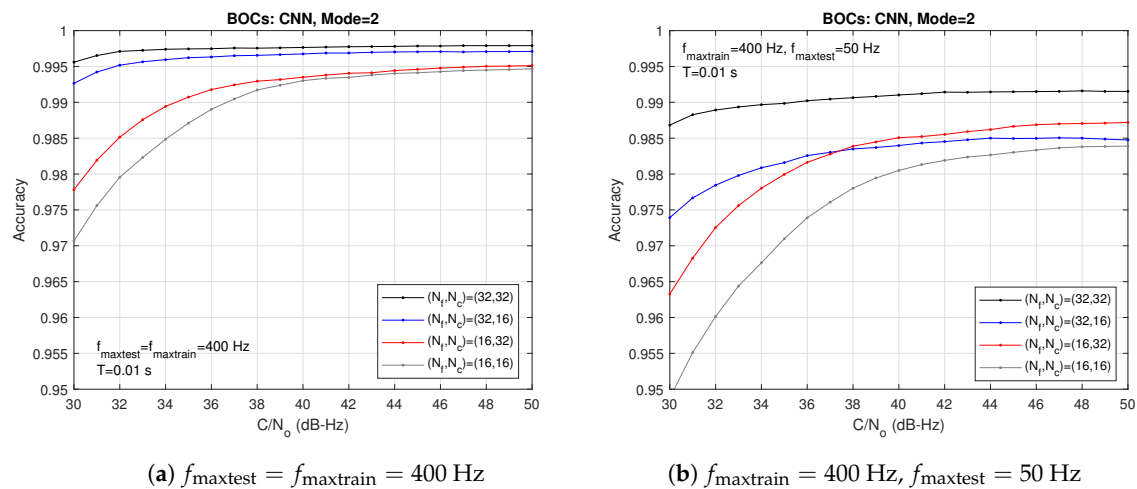 BOCs: CNN, Mode=2
1
0.995
0.99
0.985
0.98
0.975
0.97
0.965
0.96
0.955
0.95
Accuracy
f_maxtest=f_maxtrain=400 Hz
T=0.01 s
(N_f,N_c)=(32,32)
(N_f,N_c)=(32,16)
(N_f,N_c)=(16,32)
(N_f,N_c)=(16,16)
30 32 34 36 38 40 42 44 46 48 50
C/N_o (dB-Hz)
(a) f_maxtest = f_maxtrain = 400 Hz
BOCs: CNN, Mode=2
f_maxtrain=400 Hz, f_maxtest=50 Hz
T=0.01 s
1
0.995
0.99
0.985
0.98
0.975
0.97
0.965
0.96
0.955
0.95
Accuracy
(N_f,N_c)=(32,32)
(N_f,N_c)=(32,16)
(N_f,N_c)=(16,32)
(N_f,N_c)=(16,16)
30 32 34 36 38 40 42 44 46 48 50
C/N_o (dB-Hz)
(b) f_maxtrain = 400 Hz, f_maxtest = 50 Hz